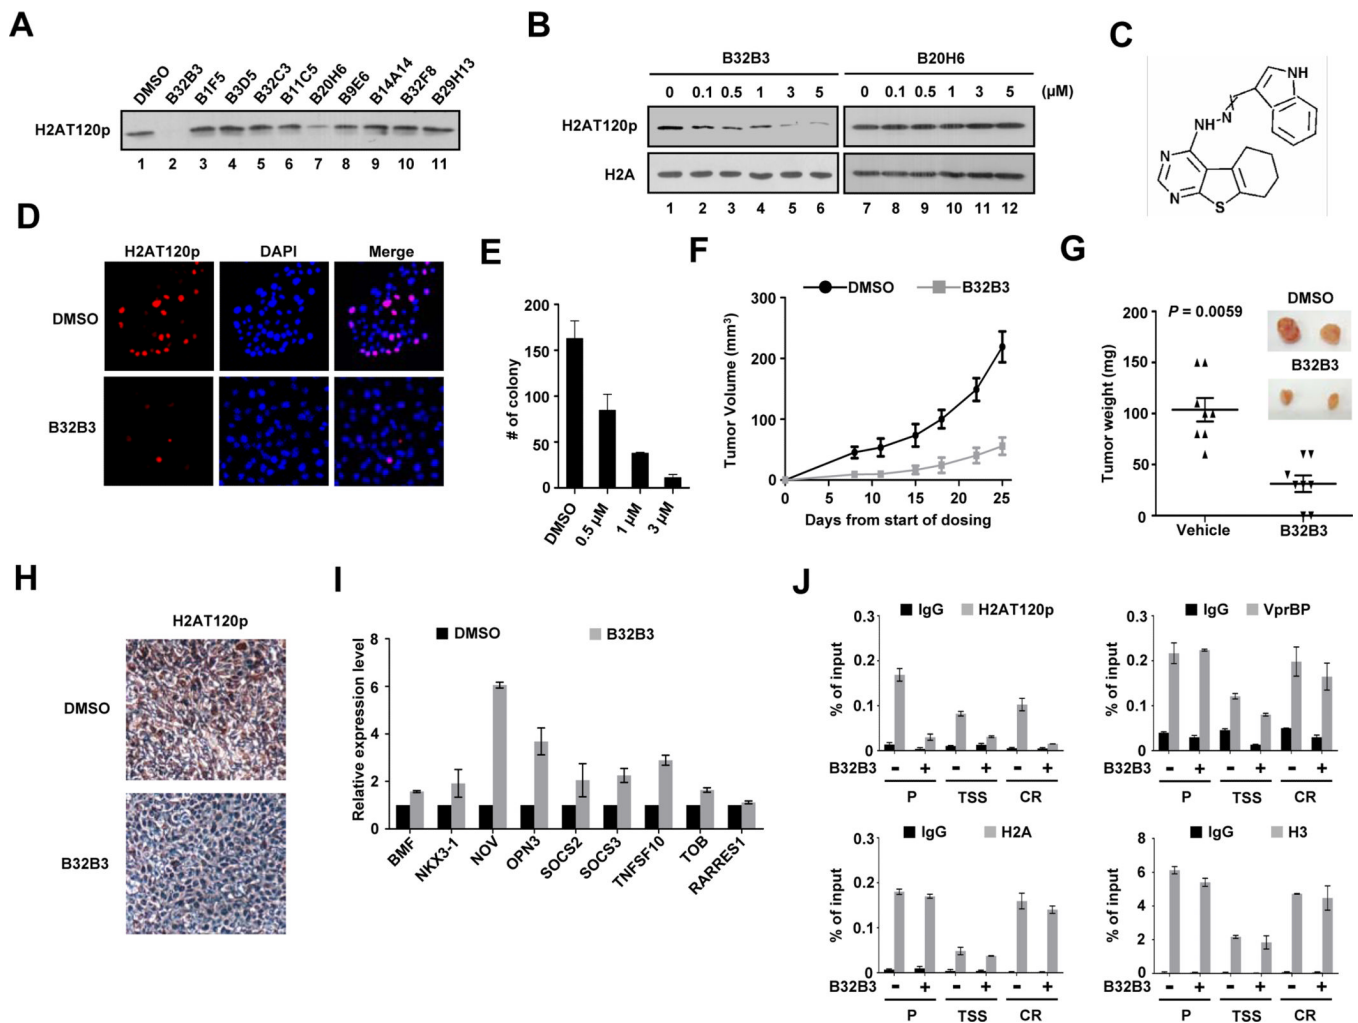 A
DMSO B32B3 B1F5 B3D5 B32C3 B11C5 B20H6 B9E6 B14A14 B32F8 B29H13
H2AT120p
1 2 3 4 5 6 7 8 9 10 11
B
B32B3 B20H6
0 0.1 0.5 1 3 5 0 0.1 0.5 1 3 5 (µM)
H2AT120p
H2A
1 2 3 4 5 6 7 8 9 10 11 12
C
NH
NH
N
N
N
S
D
H2AT120p DAPI Merge
DMSO
B32B3
E
# of colony
200
150
100
50
0
DMSO 0.5 µM 1 µM 3 µM
F
DMSO B32B3
Tumor Volume (mm³)
300
200
100
0
0 5 10 15 20 25
Days from start of dosing
G
P = 0.0059
DMSO
B32B3
Tumor weight (mg)
200
150
100
50
0
Vehicle B32B3
H
H2AT120p
DMSO
B32B3
I
DMSO B32B3
Relative expression level
8
6
4
2
0
BMF NKX3-1 NOV OPN3 SOCS2 SOCS3 TNFSF10 TOB RARRES1
J
IgG H2AT120p
% of input
0.3
0.2
0.1
0
B32B3 - + - + - +
P TSS CR
IgG VprBP
% of input
0.3
0.2
0.1
0
B32B3 - + - + - +
P TSS CR
IgG H2A
% of input
0.3
0.2
0.1
0
B32B3 - + - + - +
P TSS CR
IgG H3
% of input
8
6
4
2
0
B32B3 - + - + - +
P TSS CR